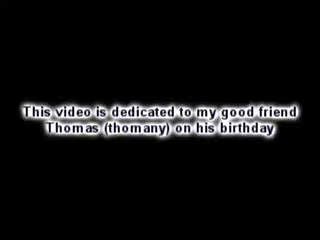 This video is dedicated to my good friend
Thomas (thomany) on his birthday